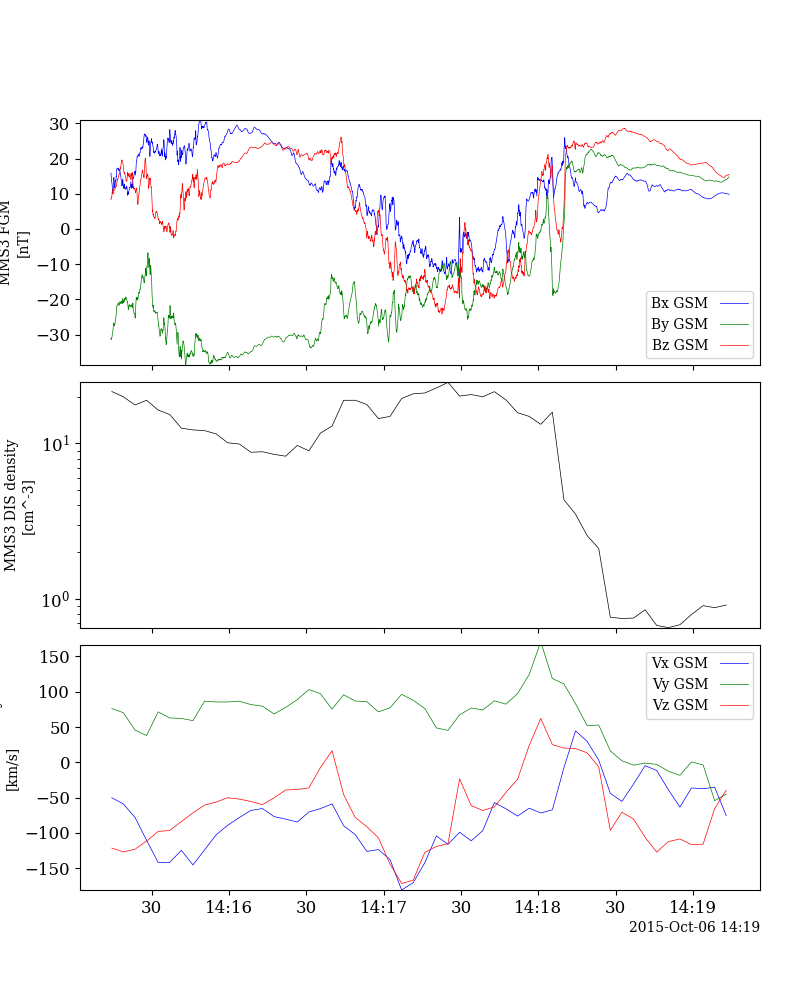 30
20
10
0
−10
−20
−30
MMS3 FGM
[nT]
Bx GSM
By GSM
Bz GSM
10^1
10^0
MMS3 DIS density
[cm^-3]
150
100
50
0
−50
−100
−150
[km/s]
Vx GSM
Vy GSM
Vz GSM
30 14:16 30 14:17 30 14:18 30 14:19
2015-Oct-06 14:19